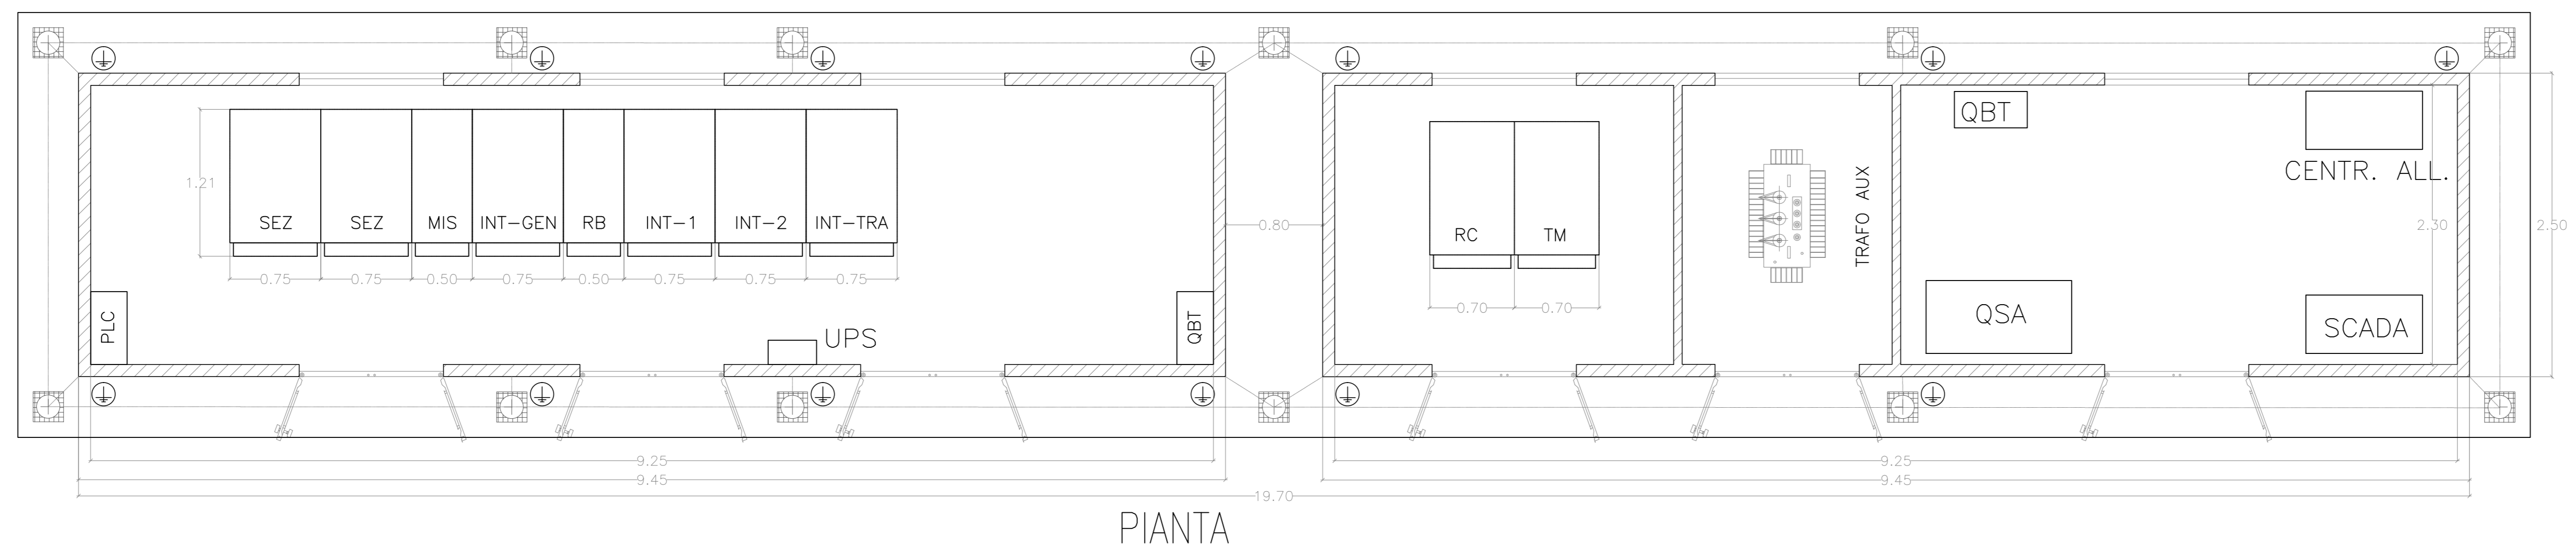 QBT
CENTR. ALL.
1.21
SEZ SEZ MIS INT-GEN RB INT-1 INT-2 INT-TRA
0.75 0.75 0.50 0.75 0.50 0.75 0.75 0.75
PLC
UPS
QBT
0.80
RC TM
0.70 0.70
TRAFO AUX
2.30
2.50
QSA
SCADA
9.25
9.45
9.25
9.45
19.70
PIANTA